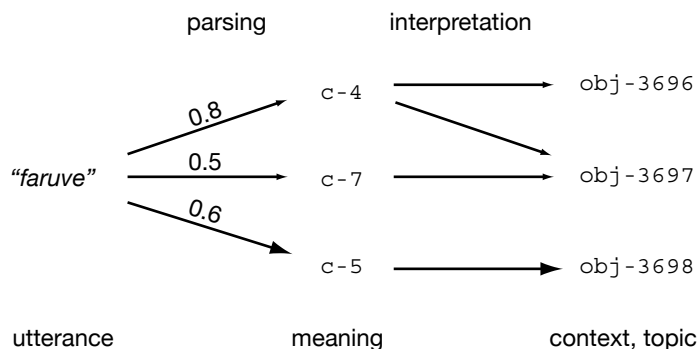 parsing interpretation
c-4 obj-3696
0.8
"faruve" 0.5 c-7 obj-3697
0.6
c-5 obj-3698
utterance meaning context, topic